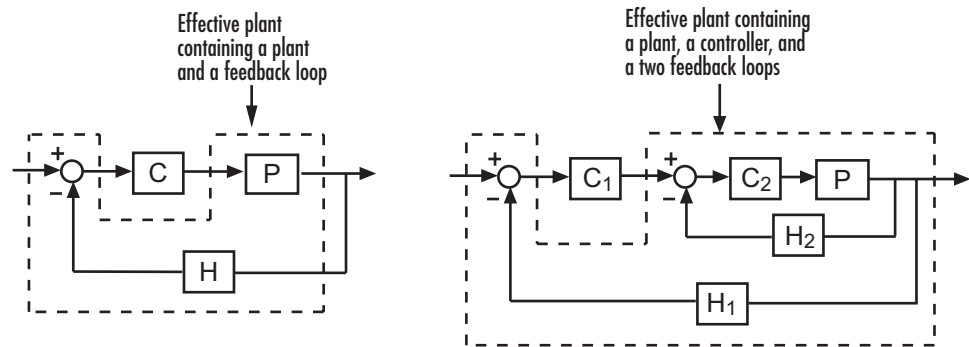 Effective plant
containing a plant
and a feedback loop
+
−
C
P
H
Effective plant containing
a plant, a controller, and
a two feedback loops
+
−
C₁
+
−
C₂
P
H₂
H₁